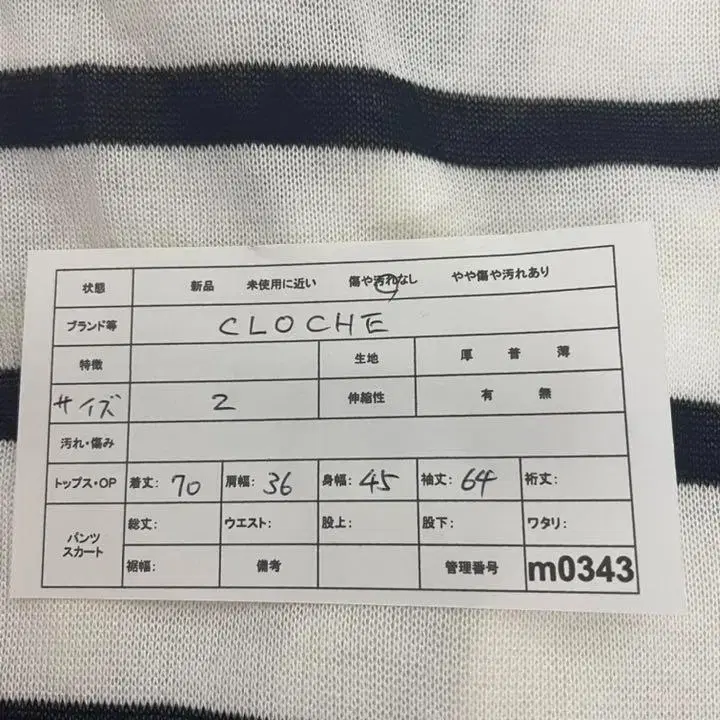 状態 新品 未使用に近い 傷や汚れなし やや傷や汚れあり
ブランド等 CLOCHE
特徴 生地 厚 普 薄
サイズ 2 伸縮性 有 無
汚れ・傷み
トップス・OP 着丈: 70 肩幅: 36 身幅: 45 袖丈: 64 裄丈:
パンツ スカート 総丈: ウエスト: 股上: 股下: ワタリ:
裾幅: 備考 管理番号 m0343